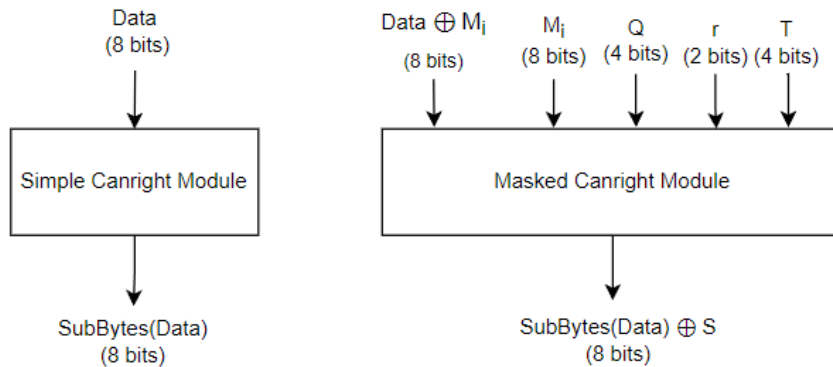 Data
(8 bits)
Simple Canright Module
SubBytes(Data)
(8 bits)
Data ⊕ Mi
(8 bits)
Mi
(8 bits)
Q
(4 bits)
r
(2 bits)
T
(4 bits)
Masked Canright Module
SubBytes(Data) ⊕ S
(8 bits)